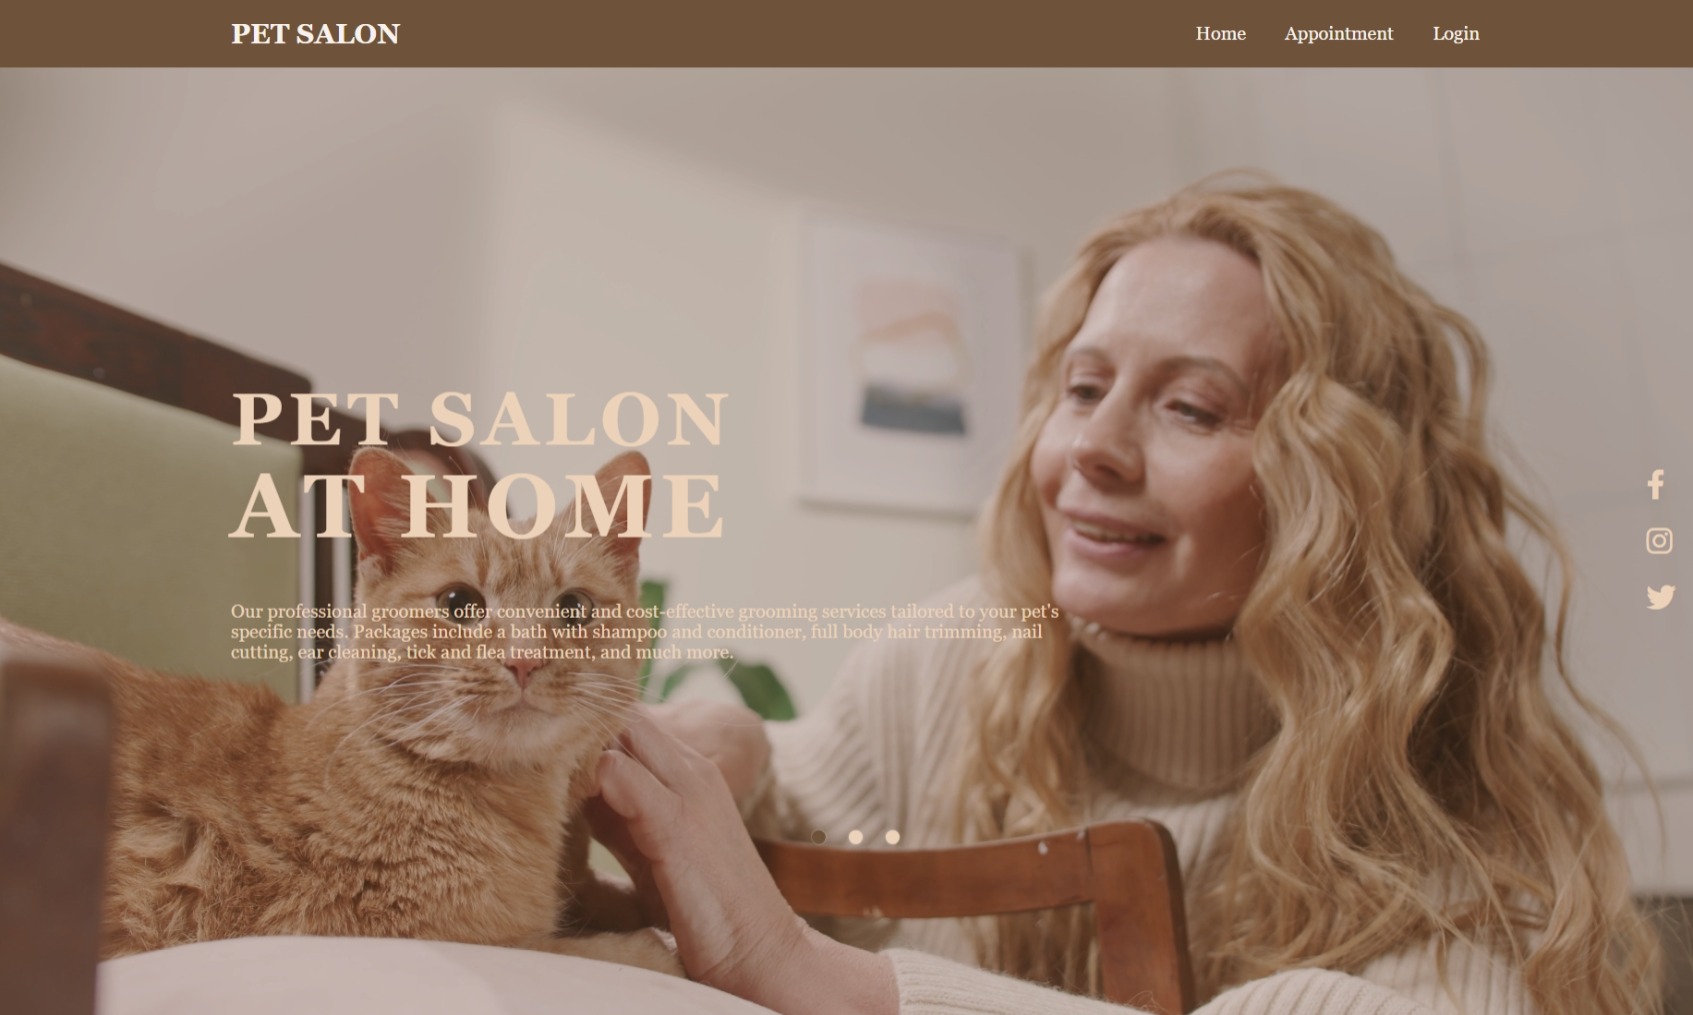 PET SALON
Home Appointment Login
PET SALON
AT HOME
Our professional groomers offer convenient and cost-effective grooming services tailored to your pet's
specific needs. Packages include a bath with shampoo and conditioner, full body hair trimming, nail
cutting, ear cleaning, tick and flea treatment, and much more.